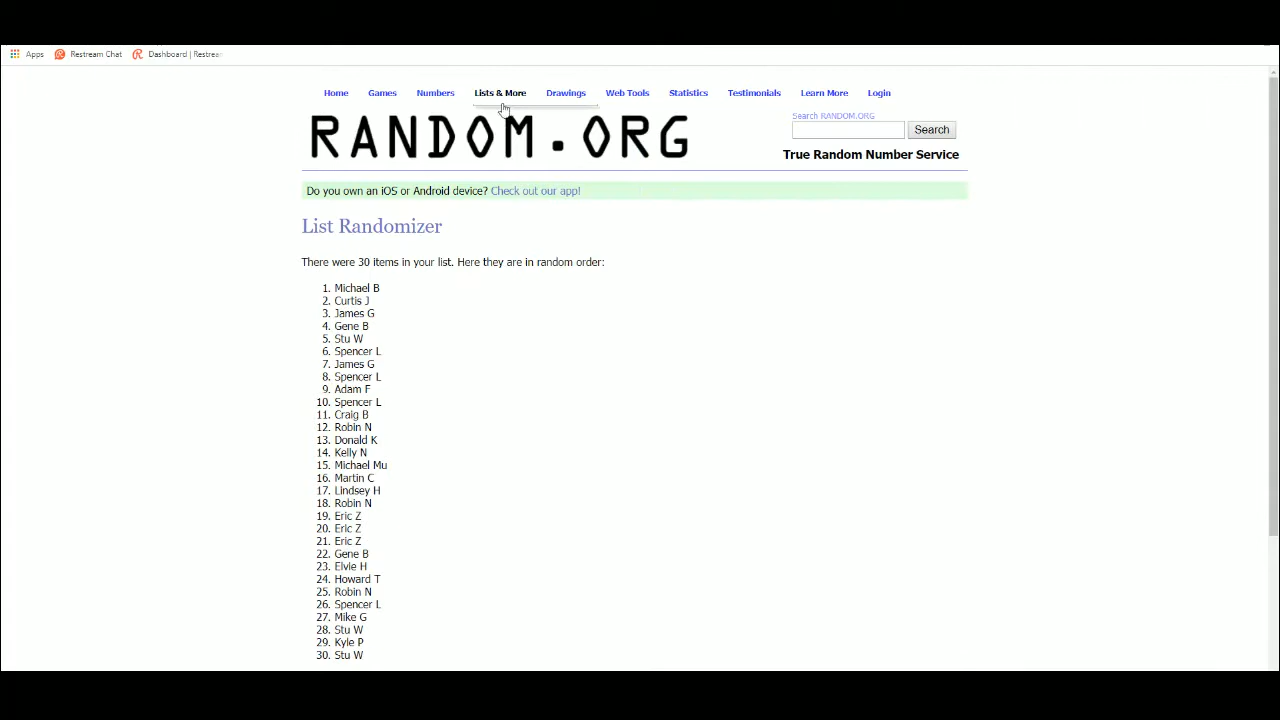 Apps Restream Chat Dashboard | Restrea
Home Games Numbers Lists & More Drawings Web Tools Statistics Testimonials Learn More Login
RANDOM.ORG
Search RANDOM.ORG
Search
True Random Number Service
Do you own an iOS or Android device? Check out our app!
List Randomizer
There were 30 items in your list. Here they are in random order:
1. Michael B
2. Curtis J
3. James G
4. Gene B
5. Stu W
6. Spencer L
7. James G
8. Spencer L
9. Adam F
10. Spencer L
11. Craig B
12. Robin N
13. Donald K
14. Kelly N
15. Michael Mu
16. Martin C
17. Lindsey H
18. Robin N
19. Eric Z
20. Eric Z
21. Eric Z
22. Gene B
23. Elvie H
24. Howard T
25. Robin N
26. Spencer L
27. Mike G
28. Stu W
29. Kyle P
30. Stu W